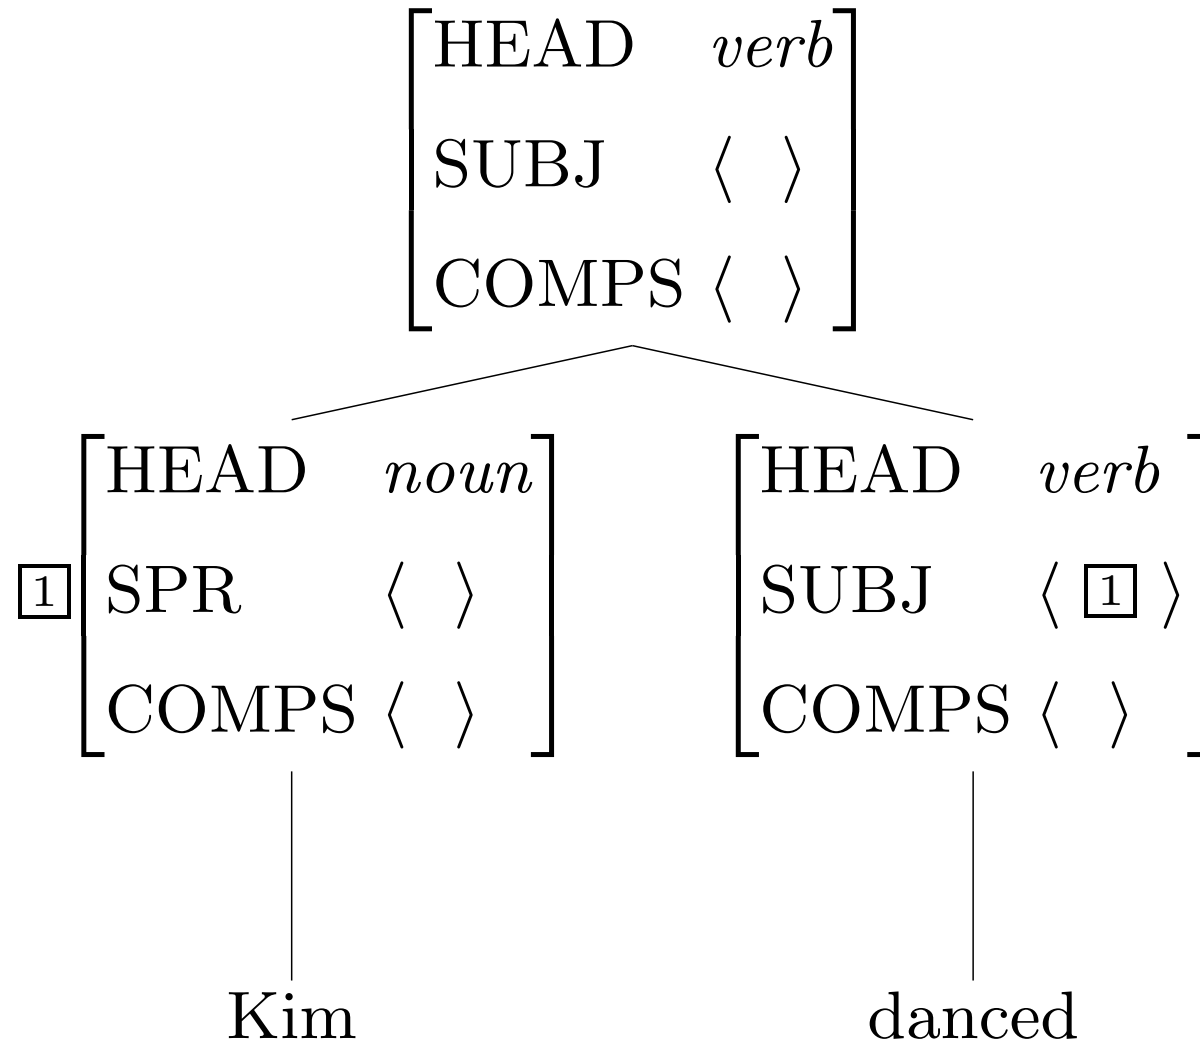 HEAD verb
SUBJ ⟨ ⟩
COMPS ⟨ ⟩
HEAD noun
1 SPR ⟨ ⟩
COMPS ⟨ ⟩
HEAD verb
SUBJ ⟨ 1 ⟩
COMPS ⟨ ⟩
Kim
danced